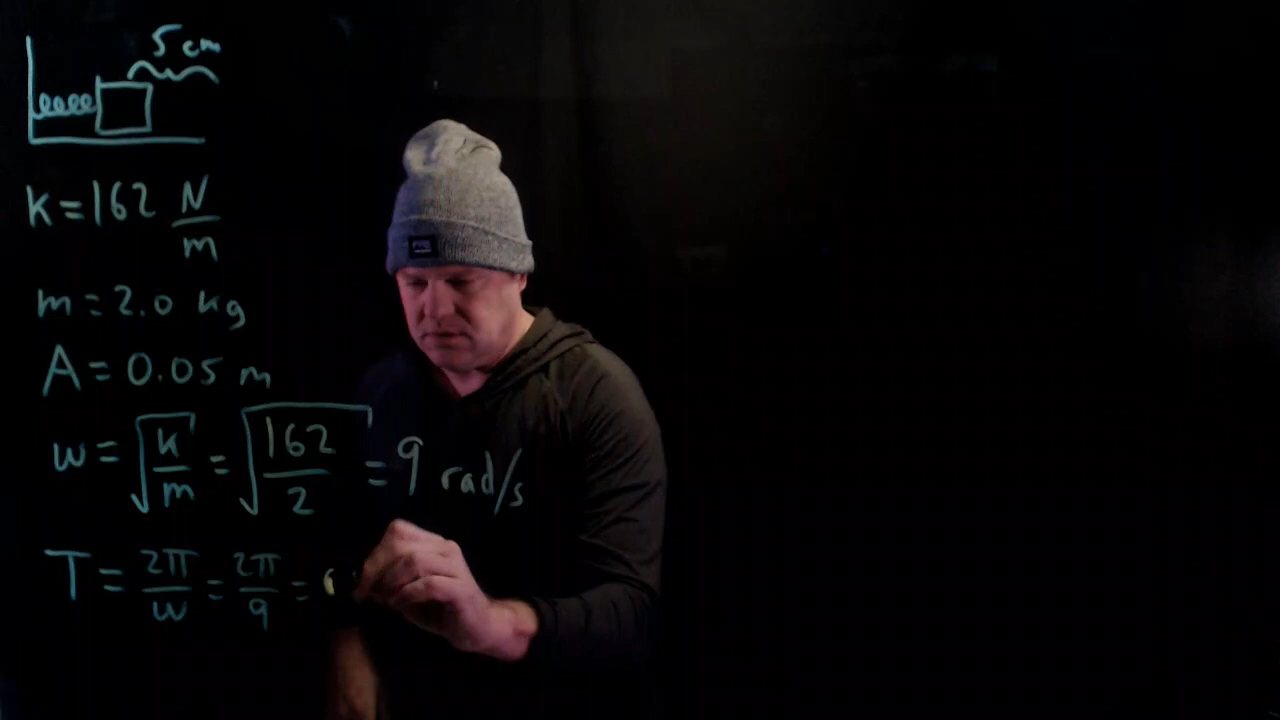 5 cm
K = 162 N/m
m = 2.0 kg
A = 0.05 m
w = √(k/m) = √(162/2) = 9 rad/s
T = 2π/w = 2π/9 =